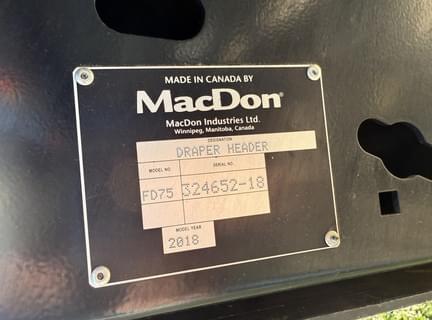 MADE IN CANADA BY
MacDon®
MacDon Industries Ltd.
Winnipeg, Manitoba, Canada
DESIGNATION
DRAPER HEADER
MODEL NO. SERIAL NO.
FD75 324652-18
MODEL YEAR
2018